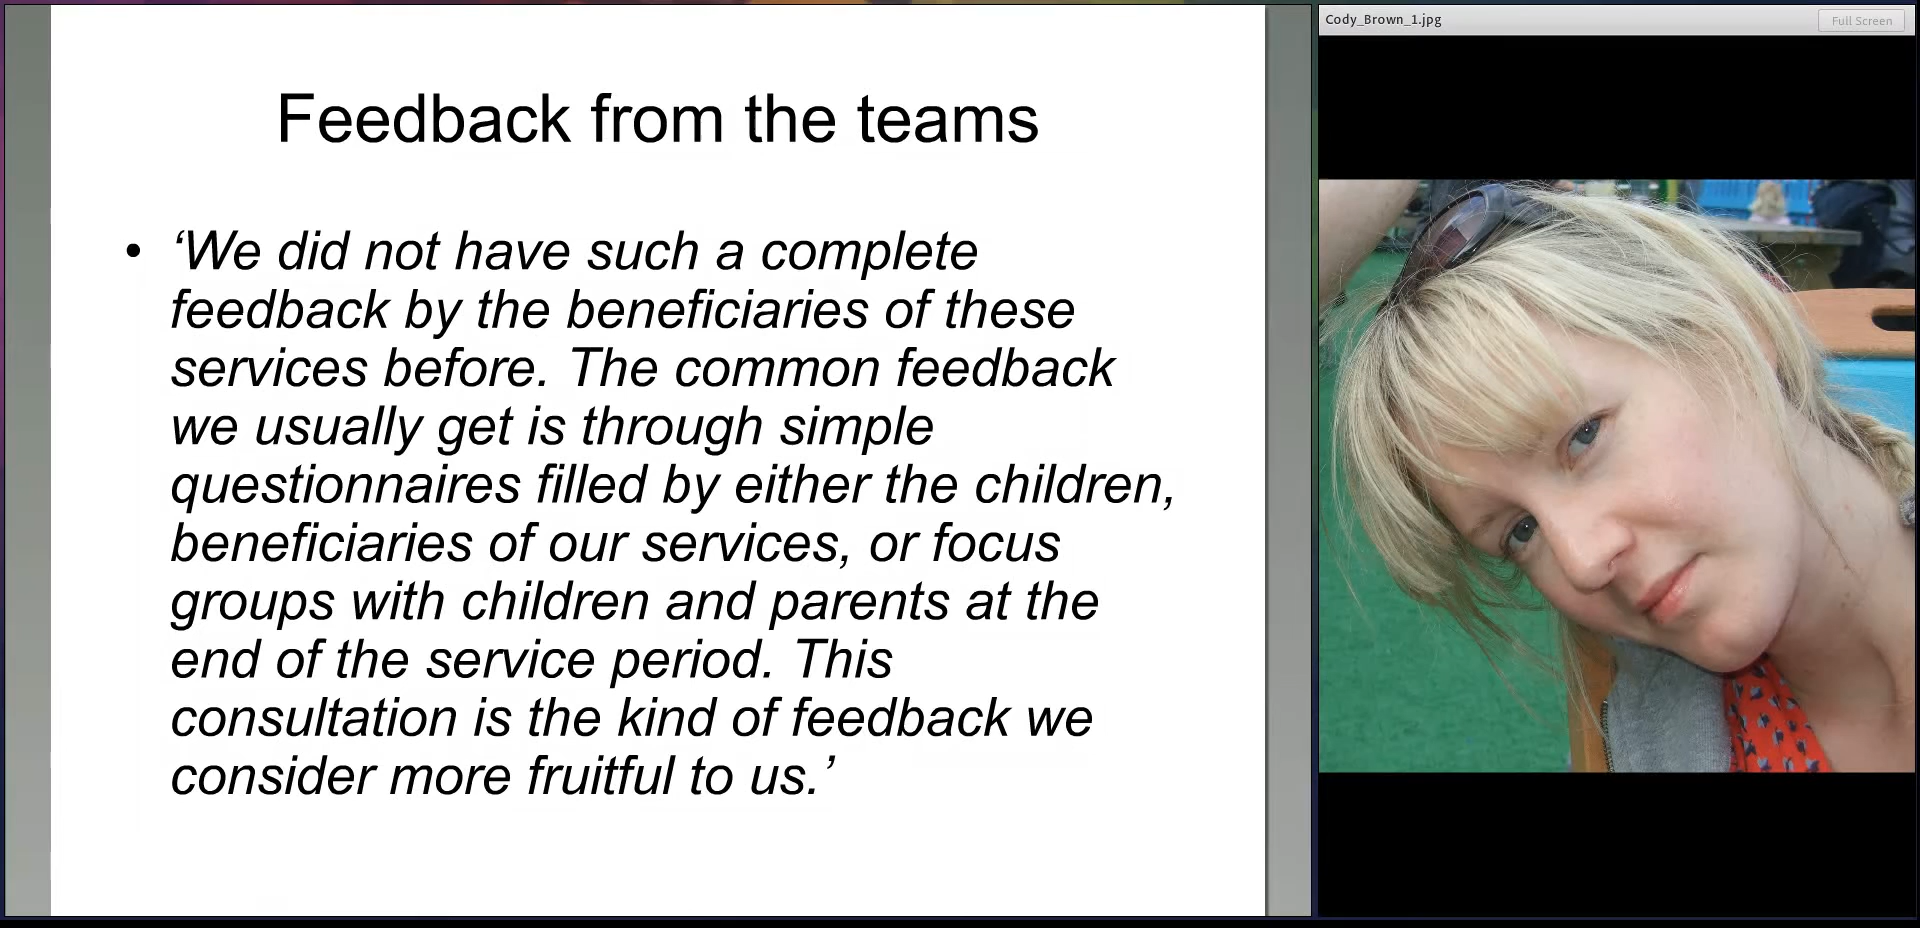 Feedback from the teams
• ‘We did not have such a complete
feedback by the beneficiaries of these
services before. The common feedback
we usually get is through simple
questionnaires filled by either the children,
beneficiaries of our services, or focus
groups with children and parents at the
end of the service period. This
consultation is the kind of feedback we
consider more fruitful to us.’
Cody_Brown_1.jpg
Full Screen